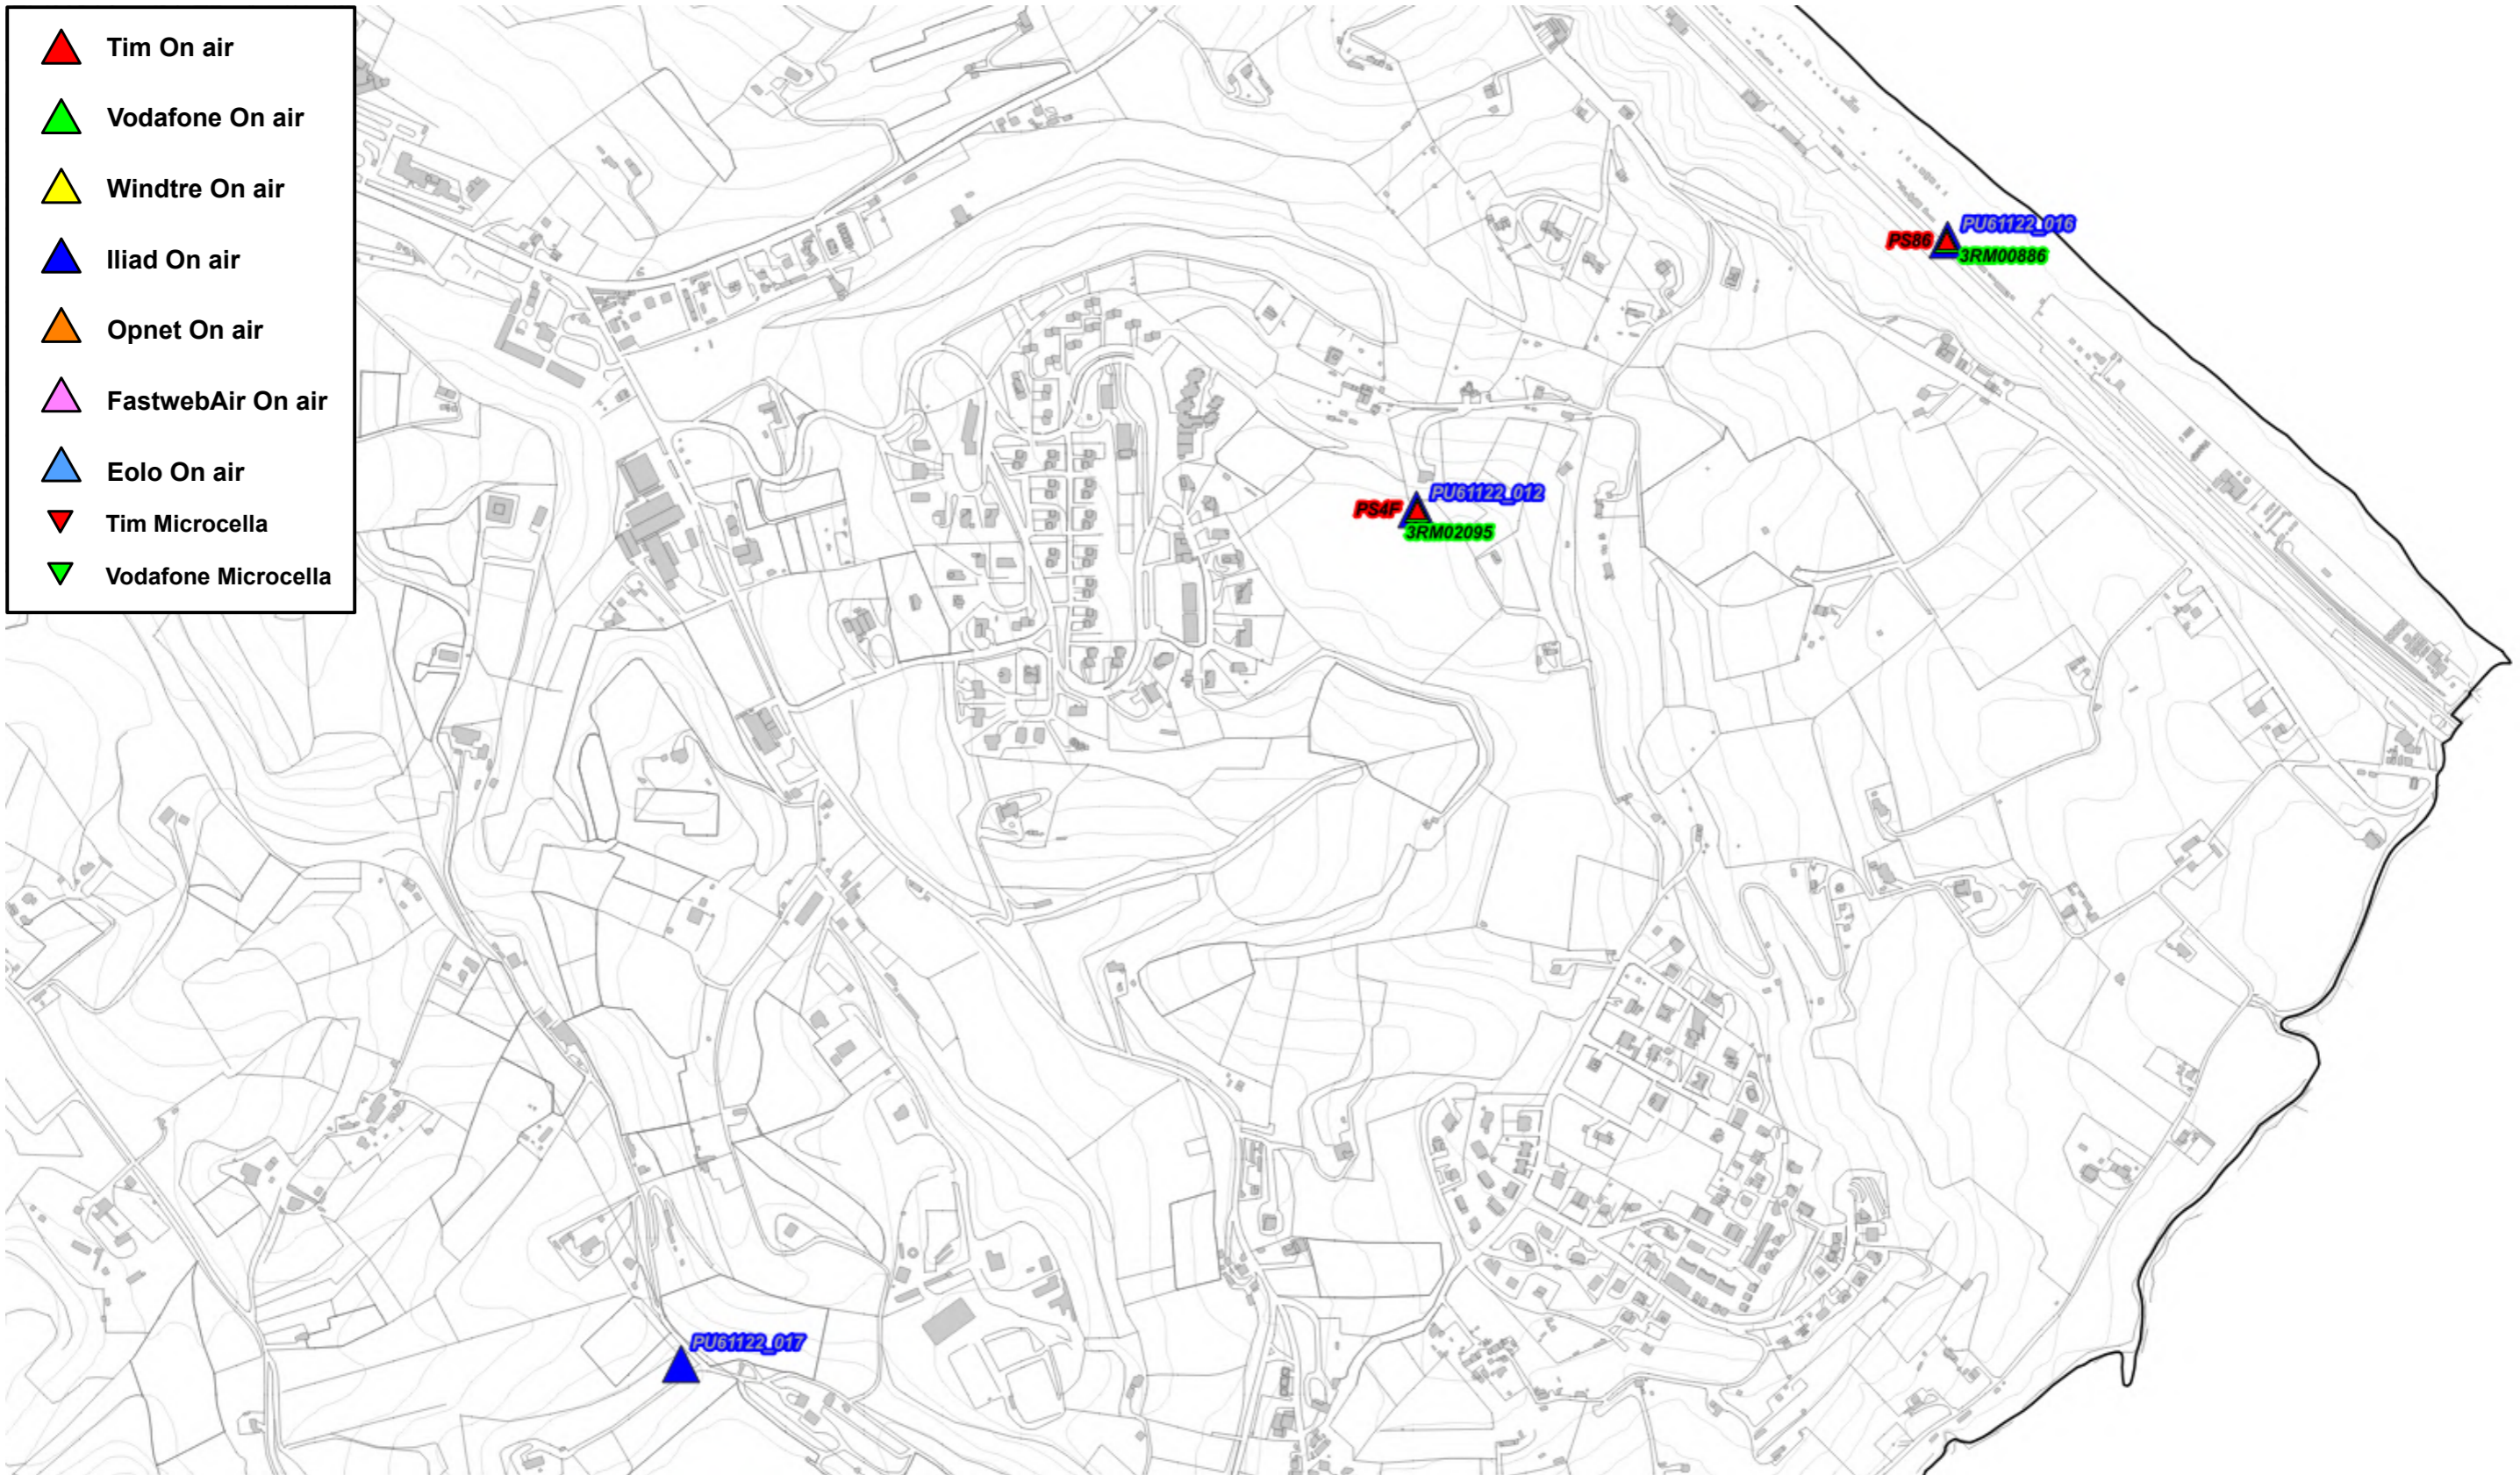 Tim On air
Vodafone On air
Windtre On air
Iliad On air
Opnet On air
FastwebAir On air
Eolo On air
Tim Microcella
Vodafone Microcella
PU61122_016
PS86
3RM00886
PU61122_012
PS4F
3RM02095
PU61122_017